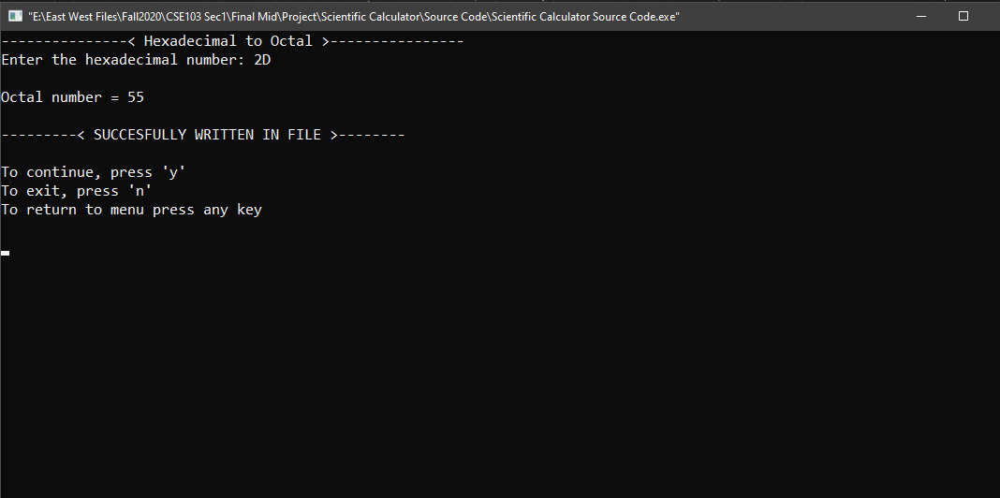 "E:\East West Files\Fall2020\CSE103 Sec1\Final Mid\Project\Scientific Calculator\Source Code\Scientific Calculator Source Code.exe"
---------------< Hexadecimal to Octal >----------------
Enter the hexadecimal number: 2D
Octal number = 55
---------< SUCCESFULLY WRITTEN IN FILE >--------
To continue, press 'y'
To exit, press 'n'
To return to menu press any key